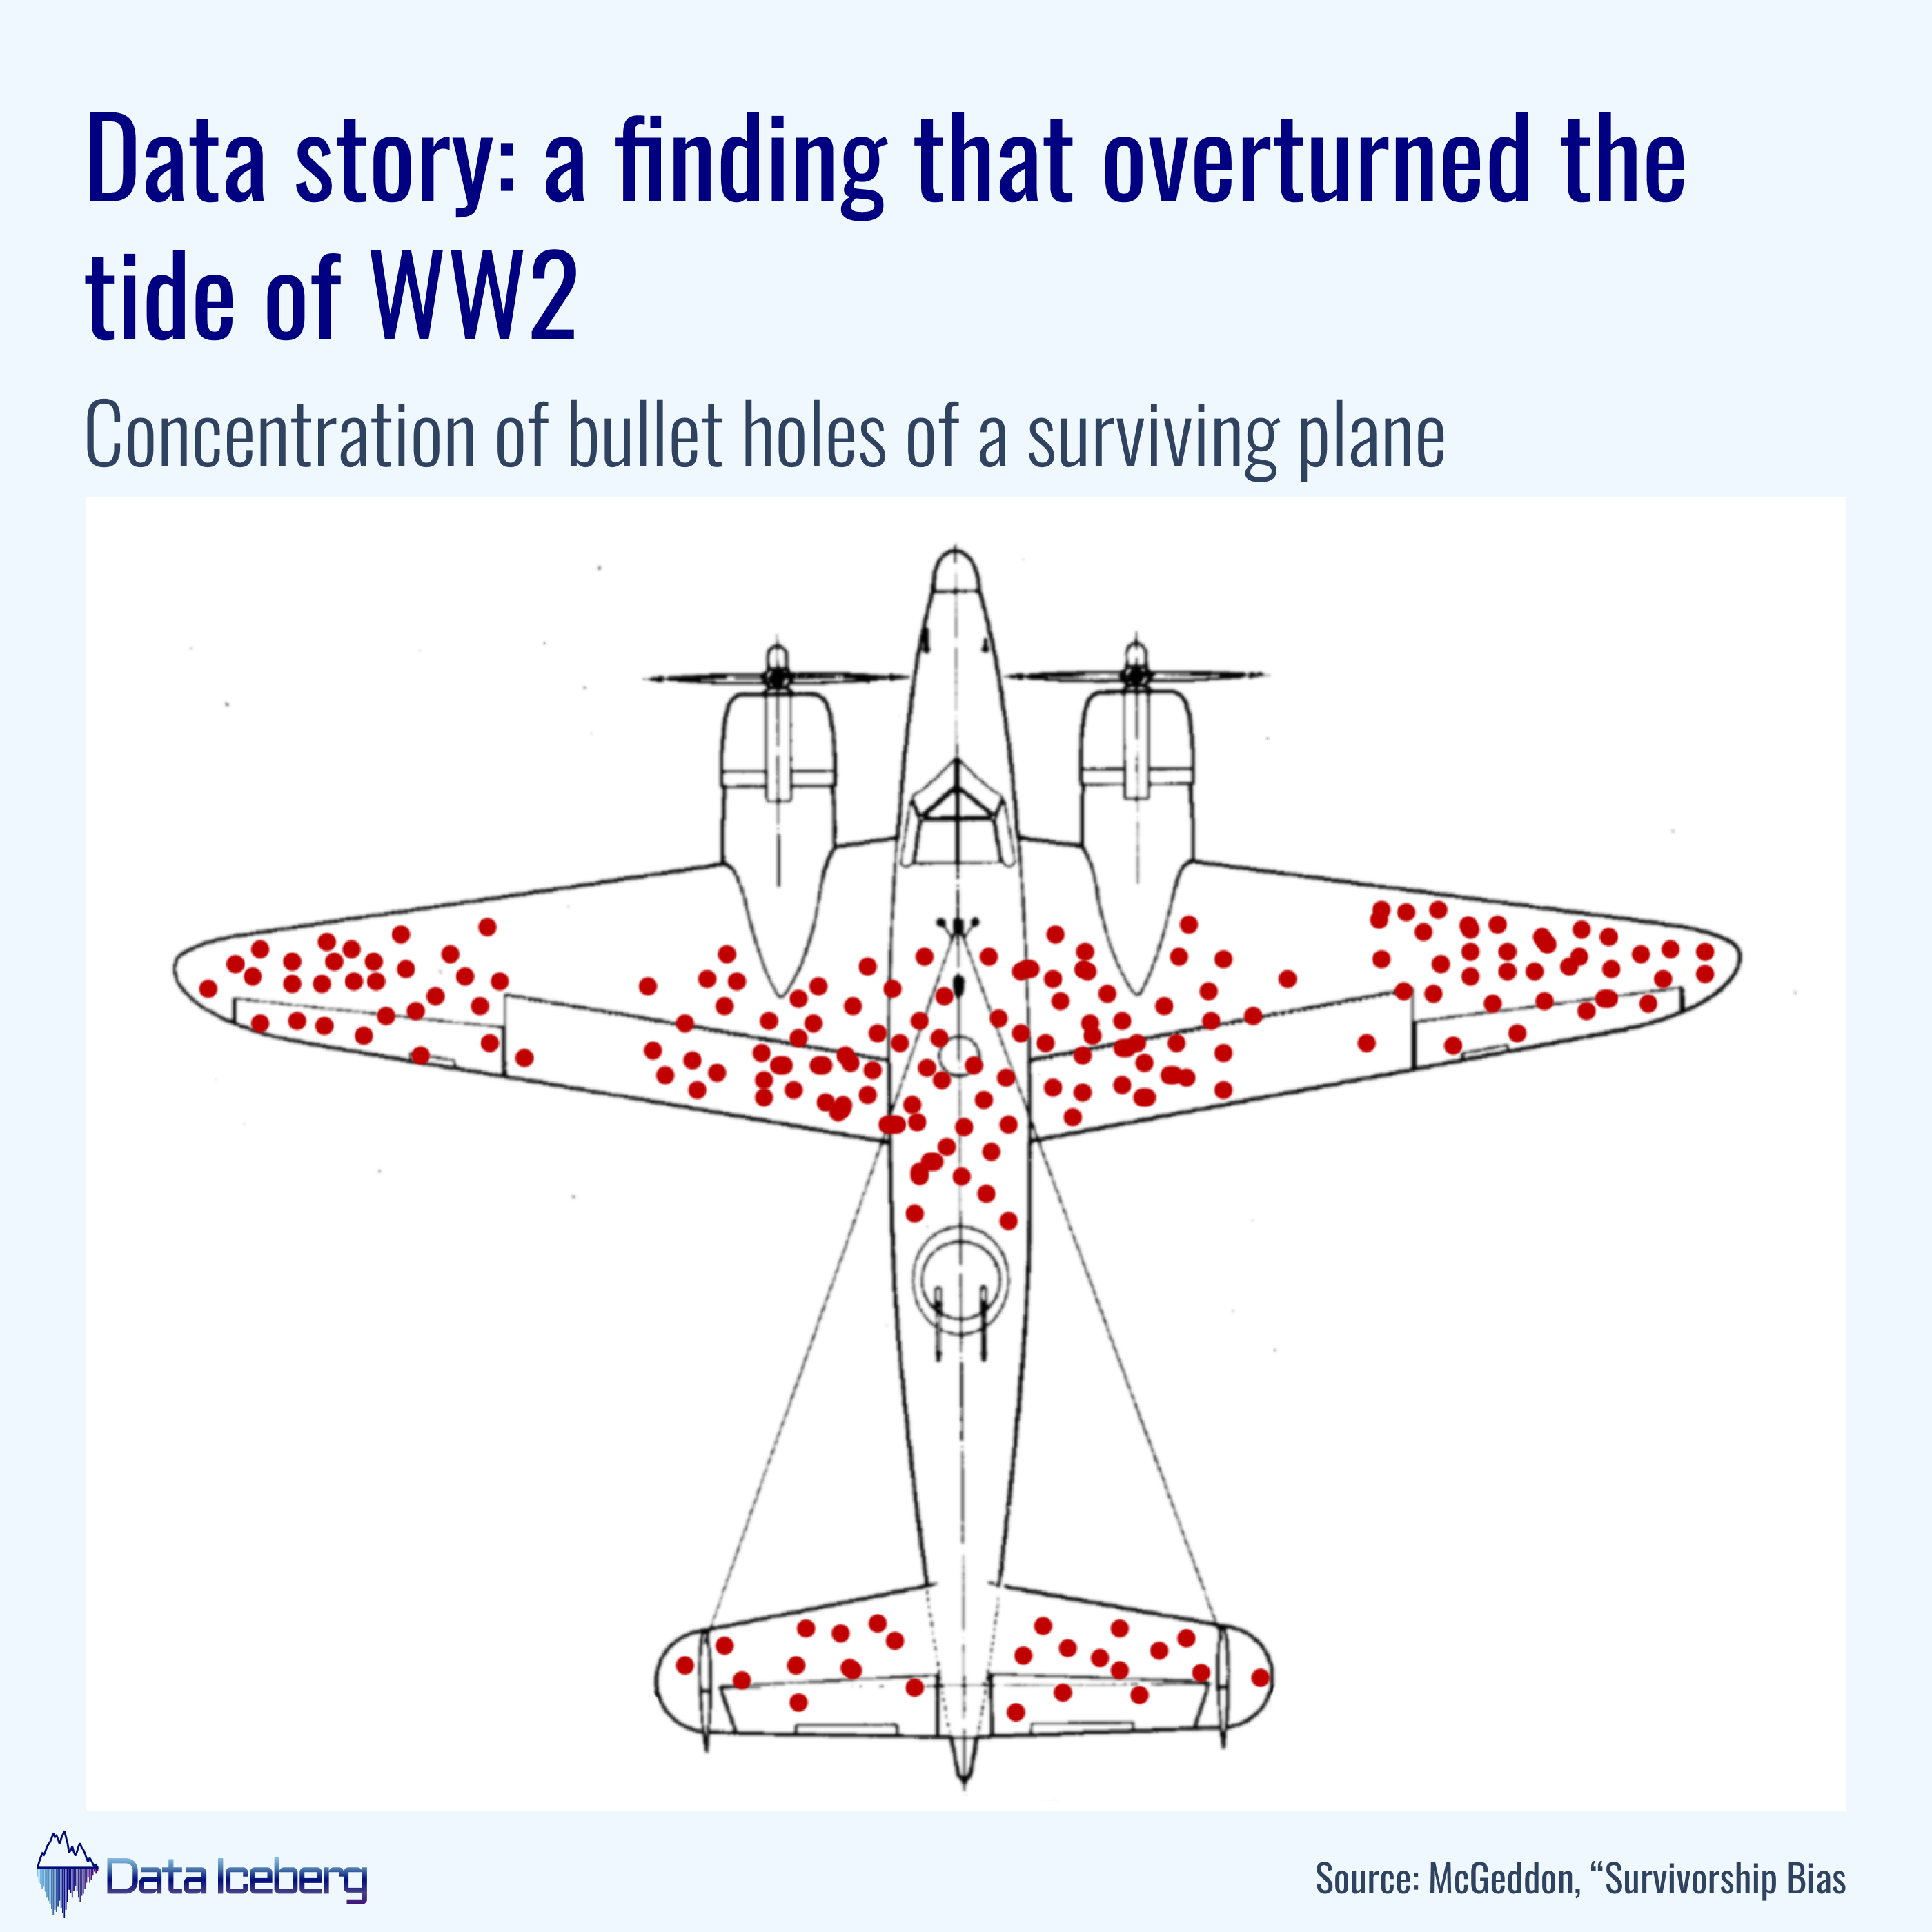 Data story: a finding that overturned the
tide of WW2
Concentration of bullet holes of a surviving plane
Data Iceberg
Source: McGeddon, “Survivorship Bias